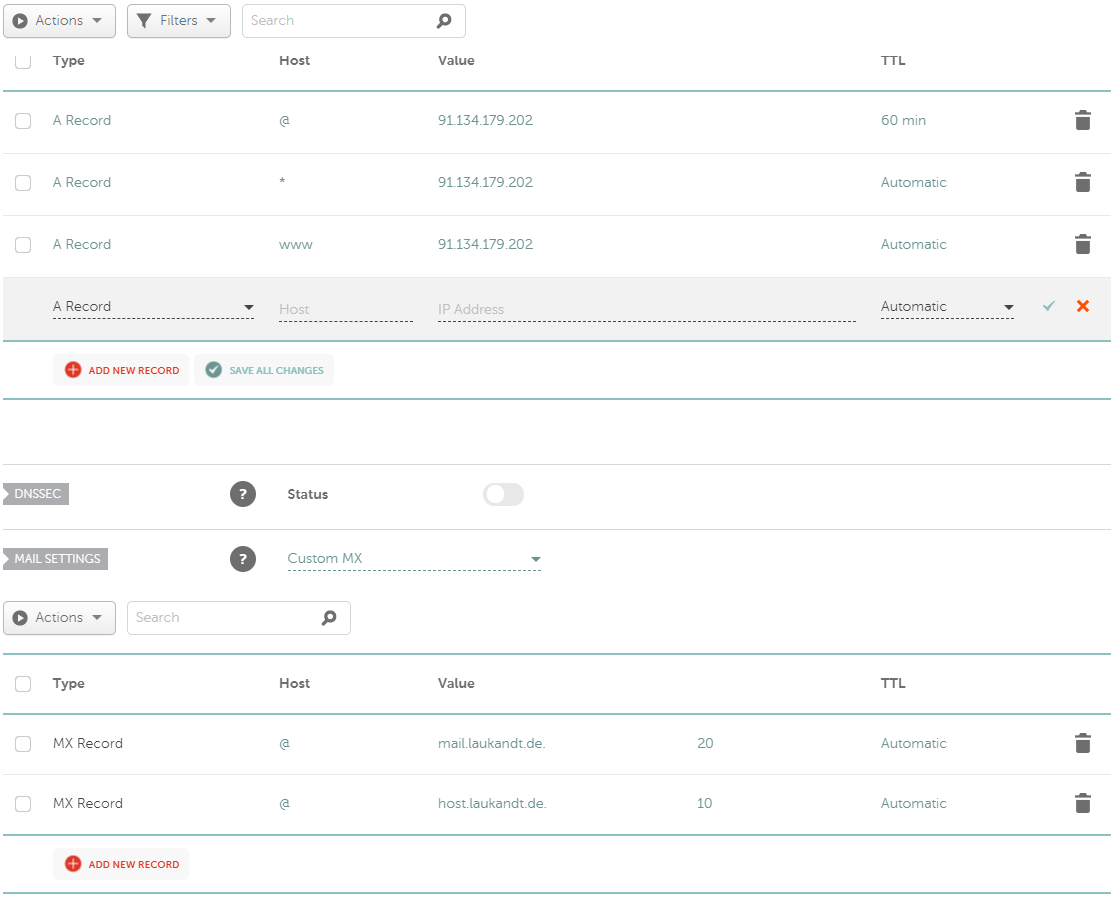 Actions Filters Search
Type Host Value TTL
A Record @ 91.134.179.202 60 min
A Record * 91.134.179.202 Automatic
A Record www 91.134.179.202 Automatic
A Record Host IP Address Automatic
ADD NEW RECORD SAVE ALL CHANGES
DNSSEC ? Status
MAIL SETTINGS ? Custom MX
Actions Search
Type Host Value TTL
MX Record @ mail.laukandt.de. 20 Automatic
MX Record @ host.laukandt.de. 10 Automatic
ADD NEW RECORD